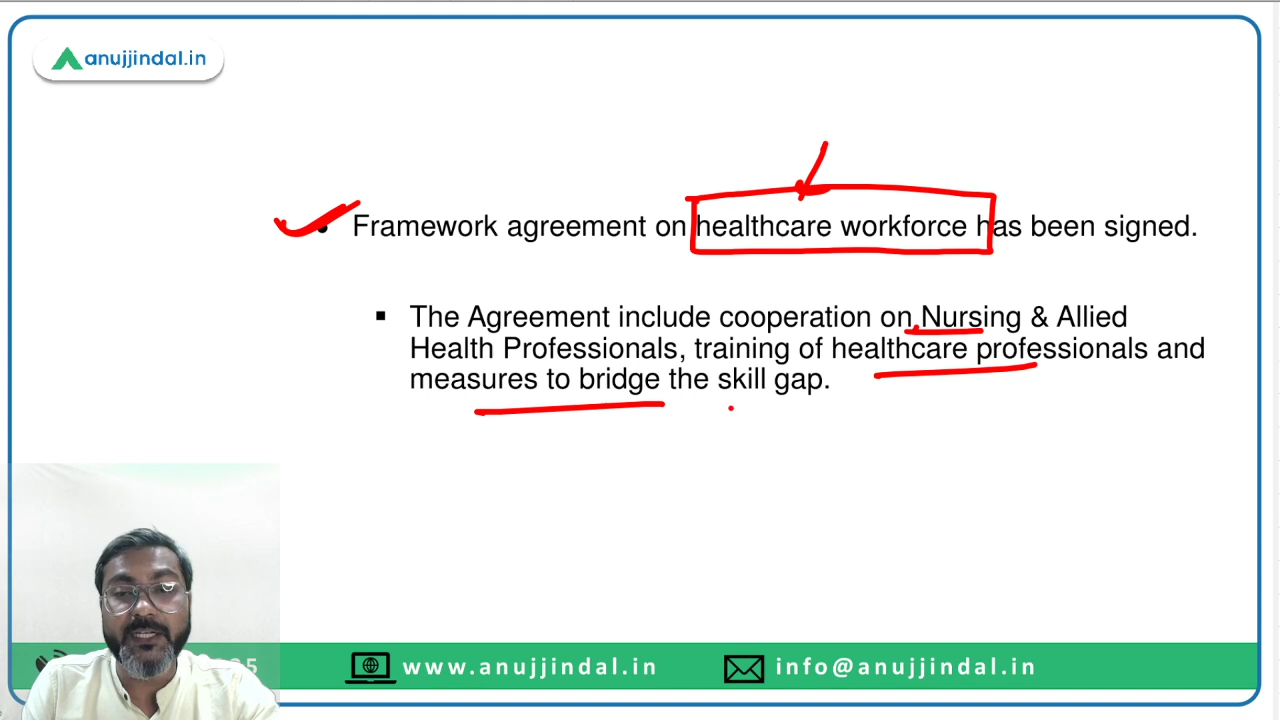 anujjindal.in
Framework agreement on healthcare workforce has been signed.
The Agreement include cooperation on Nursing & Allied
Health Professionals, training of healthcare professionals and
measures to bridge the skill gap.
www.anujjindal.in
info@anujjindal.in